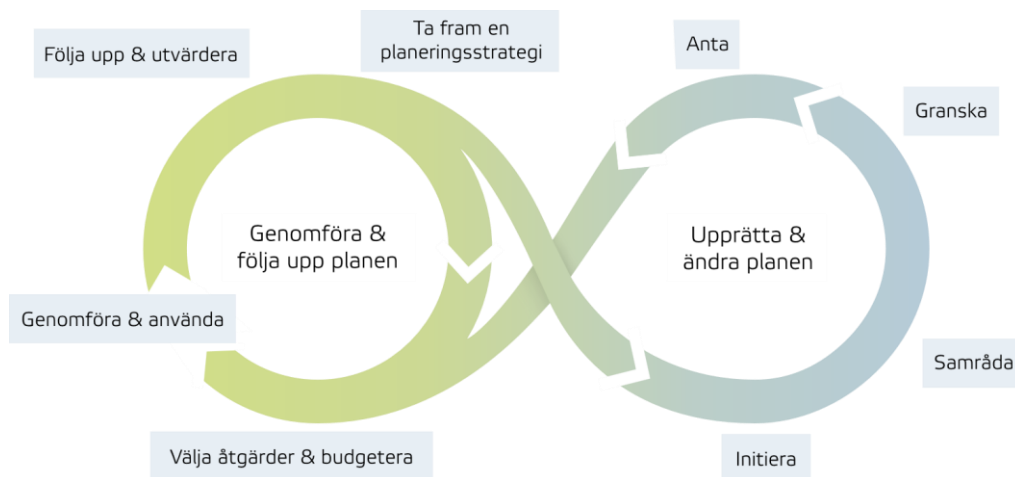 Ta fram en
planeringsstrategi
Följa upp & utvärdera
Anta
Granska
Genomföra &
följa upp planen
Upprätta &
ändra planen
Genomföra & använda
Samråda
Välja åtgärder & budgetera
Initiera